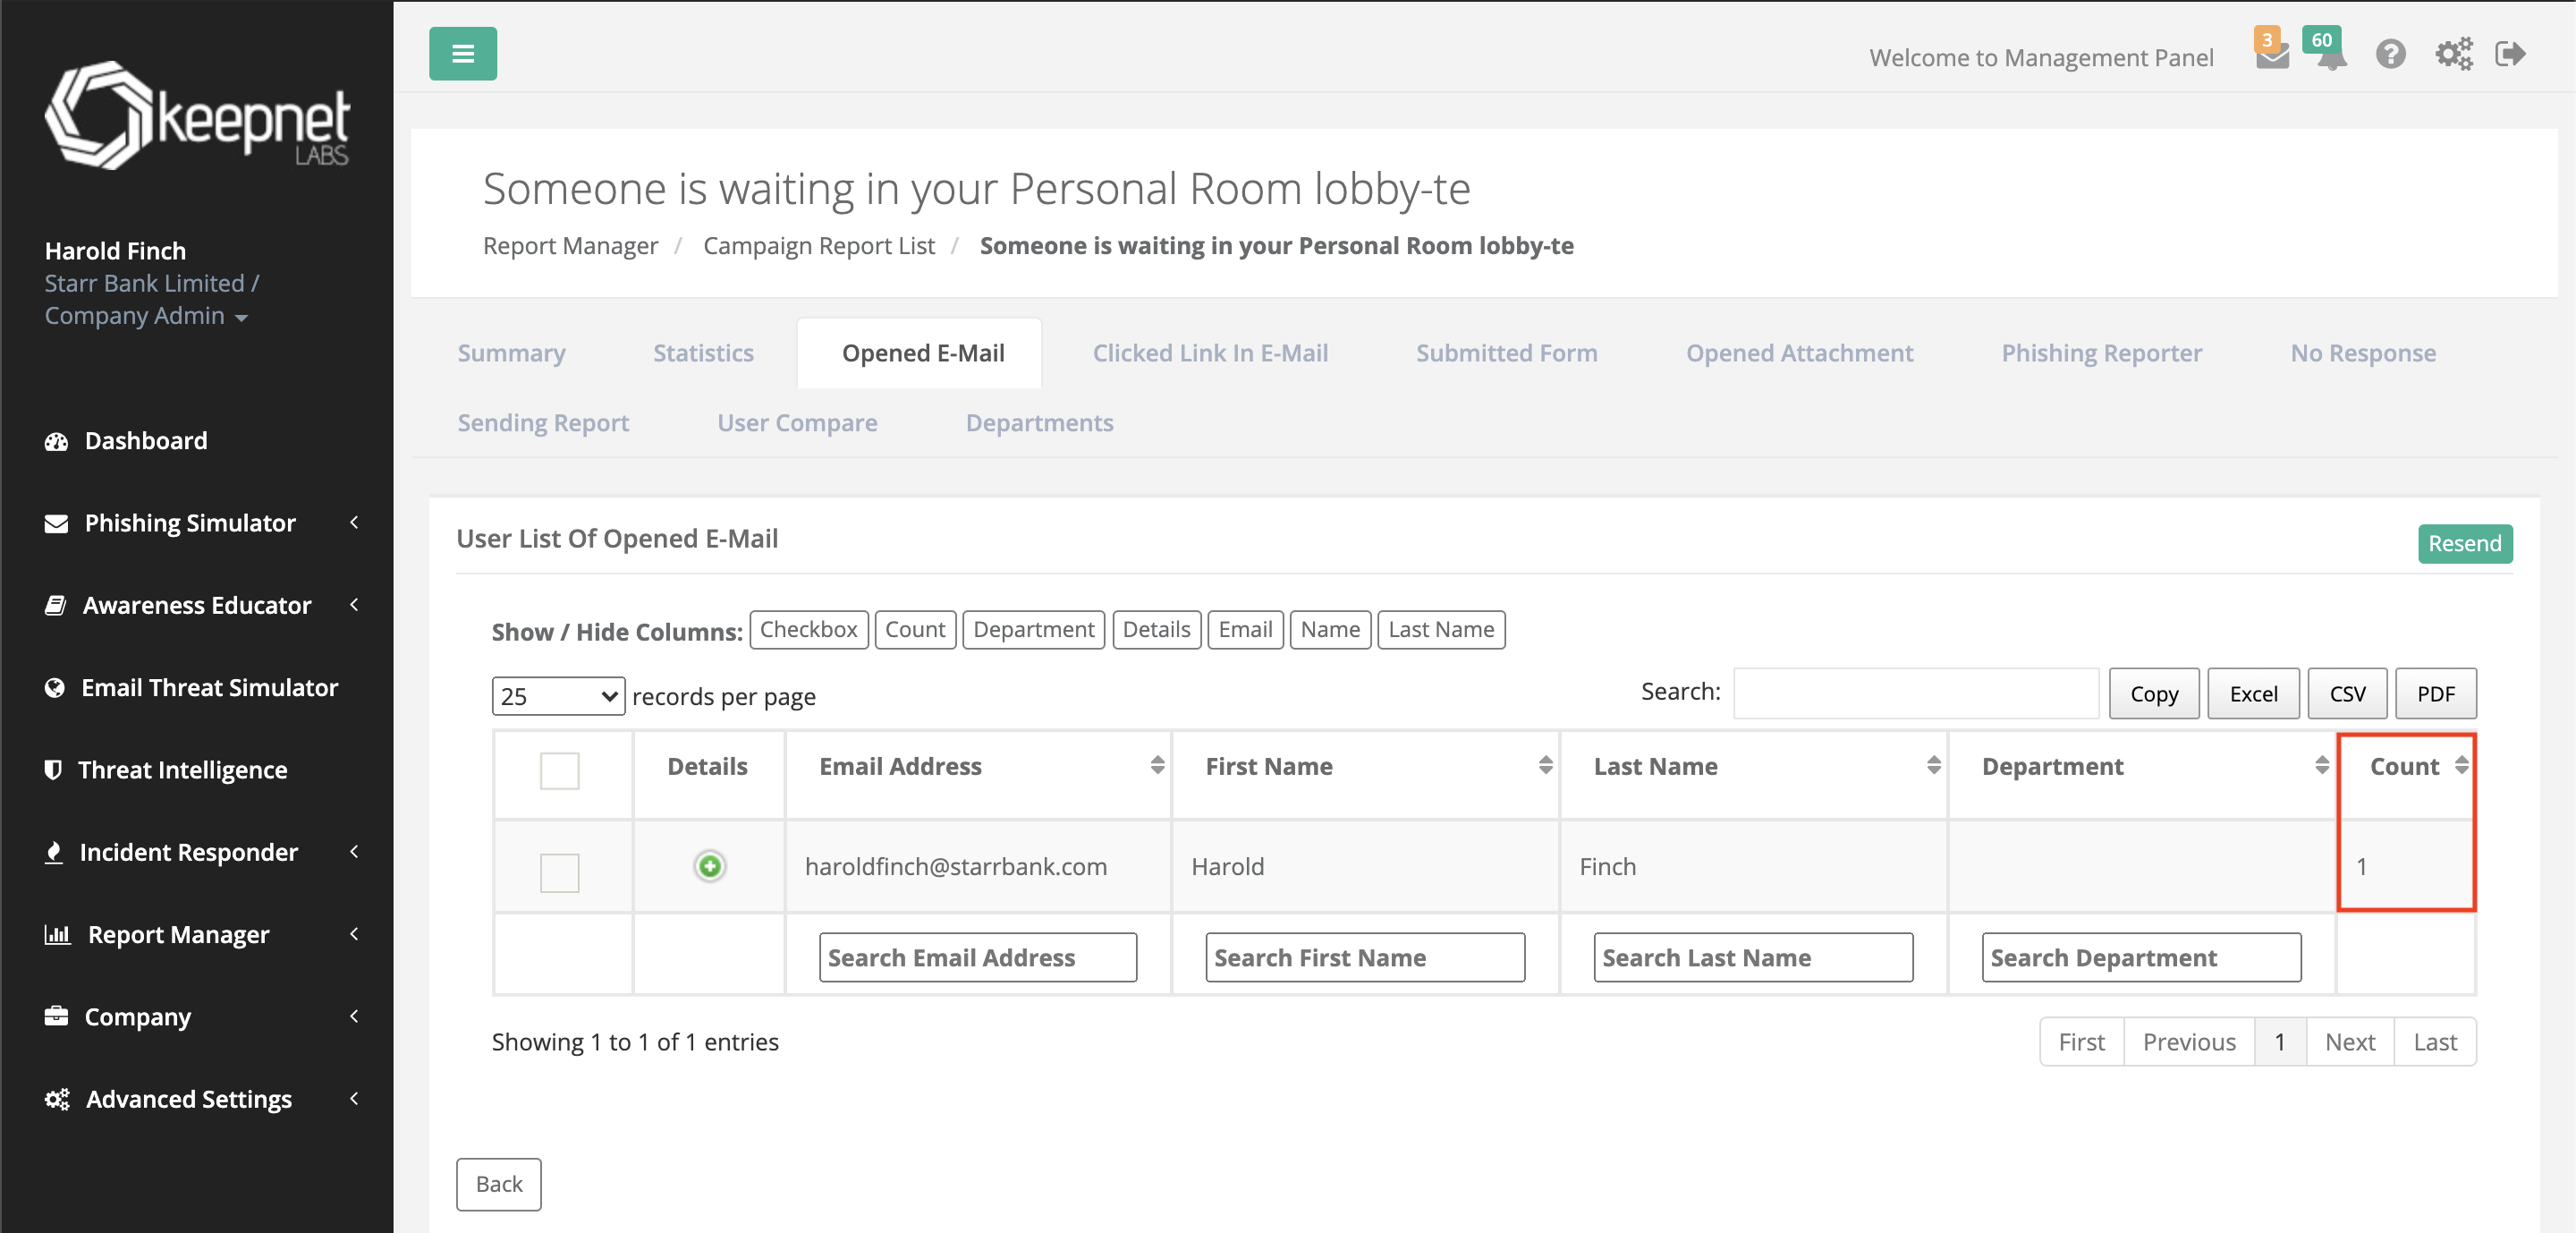 keepnet
LABS
Harold Finch
Starr Bank Limited /
Company Admin
Dashboard
Phishing Simulator
Awareness Educator
Email Threat Simulator
Threat Intelligence
Incident Responder
Report Manager
Company
Advanced Settings
Welcome to Management Panel
3
60
Someone is waiting in your Personal Room lobby-te
Report Manager / Campaign Report List / Someone is waiting in your Personal Room lobby-te
Summary Statistics Opened E-Mail Clicked Link In E-Mail Submitted Form Opened Attachment Phishing Reporter No Response
Sending Report User Compare Departments
User List Of Opened E-Mail
Resend
Show / Hide Columns: Checkbox Count Department Details Email Name Last Name
25 records per page
Search: Copy Excel CSV PDF
Details Email Address First Name Last Name Department Count
haroldfinch@starrbank.com Harold Finch 1
Search Email Address Search First Name Search Last Name Search Department
Showing 1 to 1 of 1 entries
First Previous 1 Next Last
Back